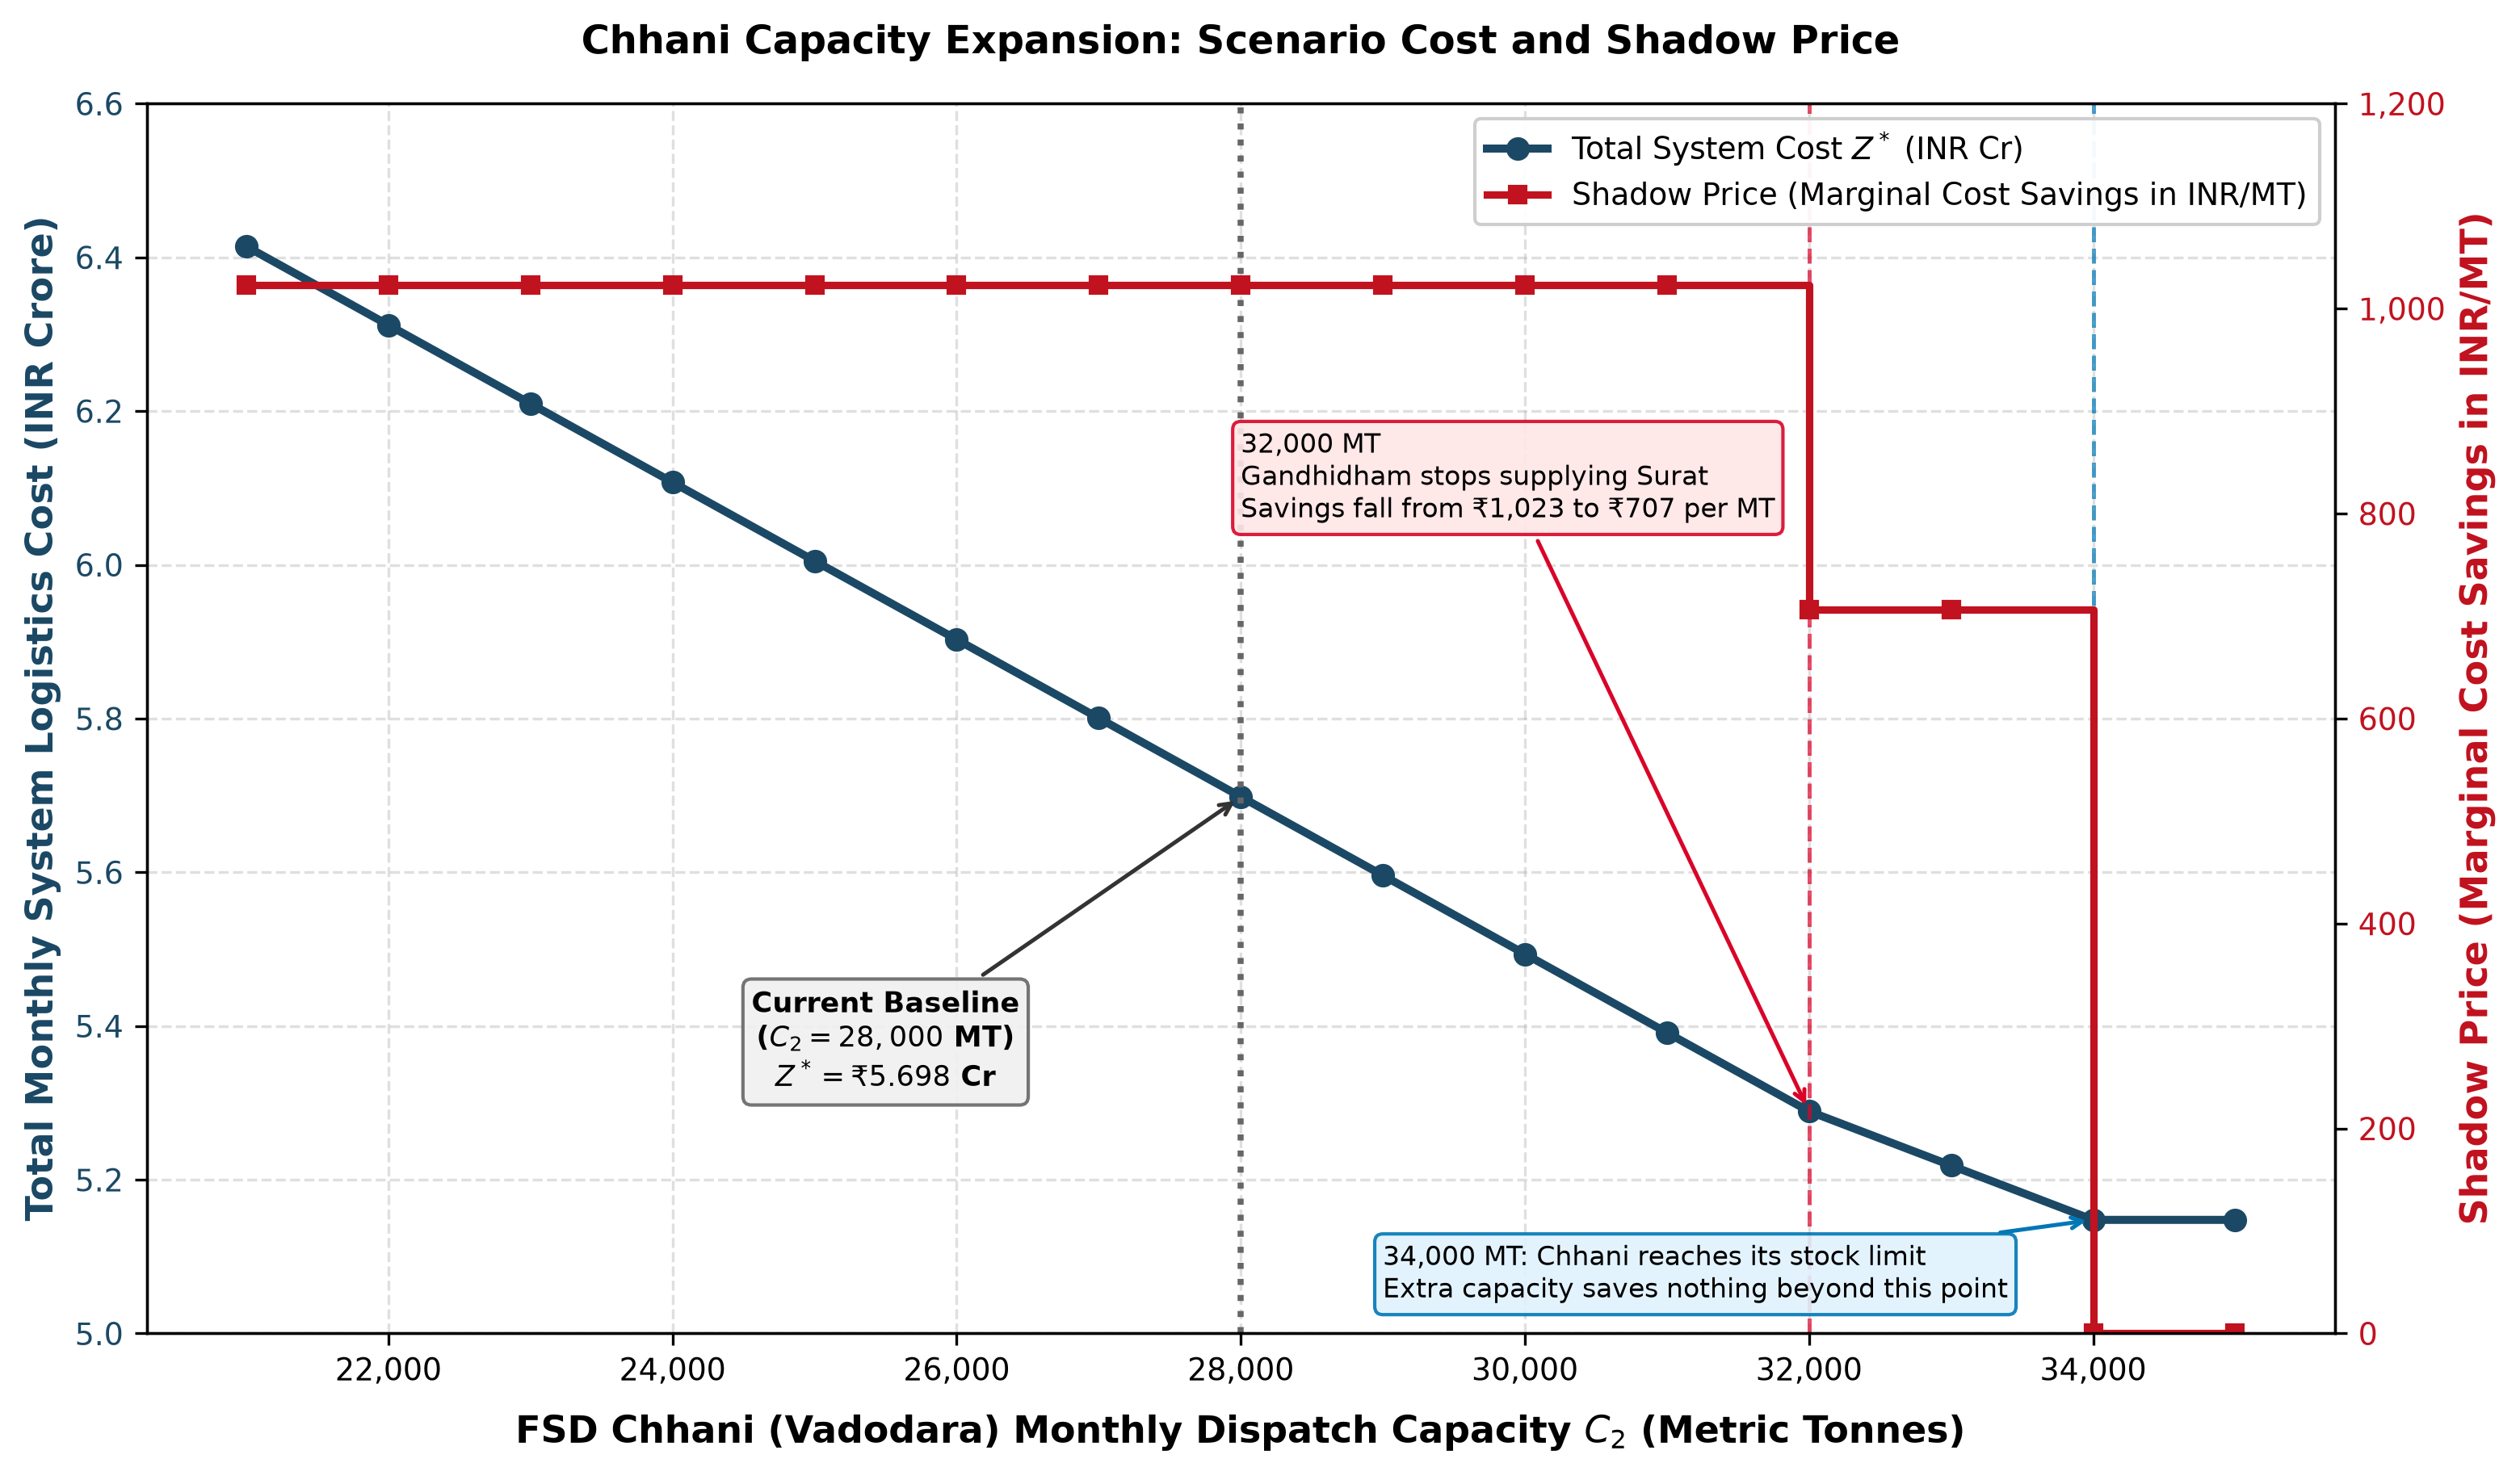 Chhani Capacity Expansion: Scenario Cost and Shadow Price
Total System Cost Z* (INR Cr)
Shadow Price (Marginal Cost Savings in INR/MT)
Total Monthly System Logistics Cost (INR Crore)
6.6
6.4
6.2
6.0
5.8
5.6
5.4
5.2
5.0
32,000 MT
Gandhidham stops supplying Surat
Savings fall from ₹1,023 to ₹707 per MT
Current Baseline
(C₂ = 28,000 MT)
Z* = ₹5.698 Cr
34,000 MT: Chhani reaches its stock limit
Extra capacity saves nothing beyond this point
1,200
1,000
800
600
400
200
0
Shadow Price (Marginal Cost Savings in INR/MT)
22,000
24,000
26,000
28,000
30,000
32,000
34,000
FSD Chhani (Vadodara) Monthly Dispatch Capacity C₂ (Metric Tonnes)